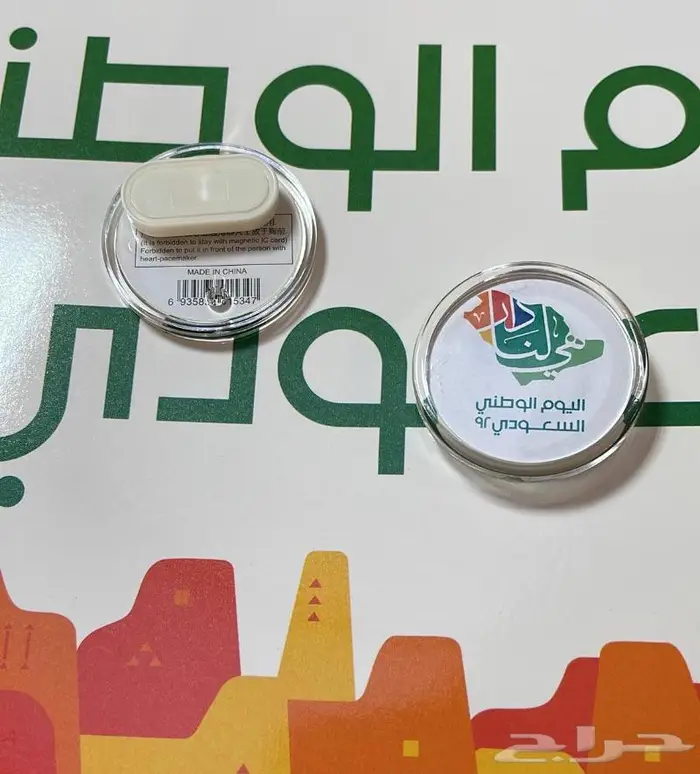 م الوطن
عودي
(It is forbidden to stay with magnetic IC card)
Forbidden to put it in front of the person with
heart-pacemaker
MADE IN CHINA
هي لنا دار
اليوم الوطني
السعودي ٩٢
حراج